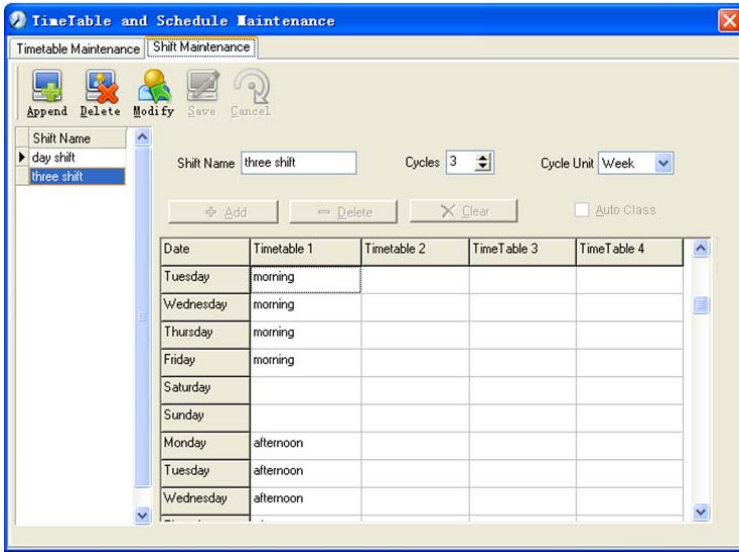 TimeTable and Schedule Maintenance
Timetable Maintenance Shift Maintenance
Append Delete Modify Save Cancel
Shift Name
day shift
three shift
Shift Name three shift Cycles 3 Cycle Unit Week
Add Delete Clear Auto Class
Date Timetable 1 Timetable 2 TimeTable 3 TimeTable 4
Tuesday morning
Wednesday morning
Thursday morning
Friday morning
Saturday
Sunday
Monday afternoon
Tuesday afternoon
Wednesday afternoon